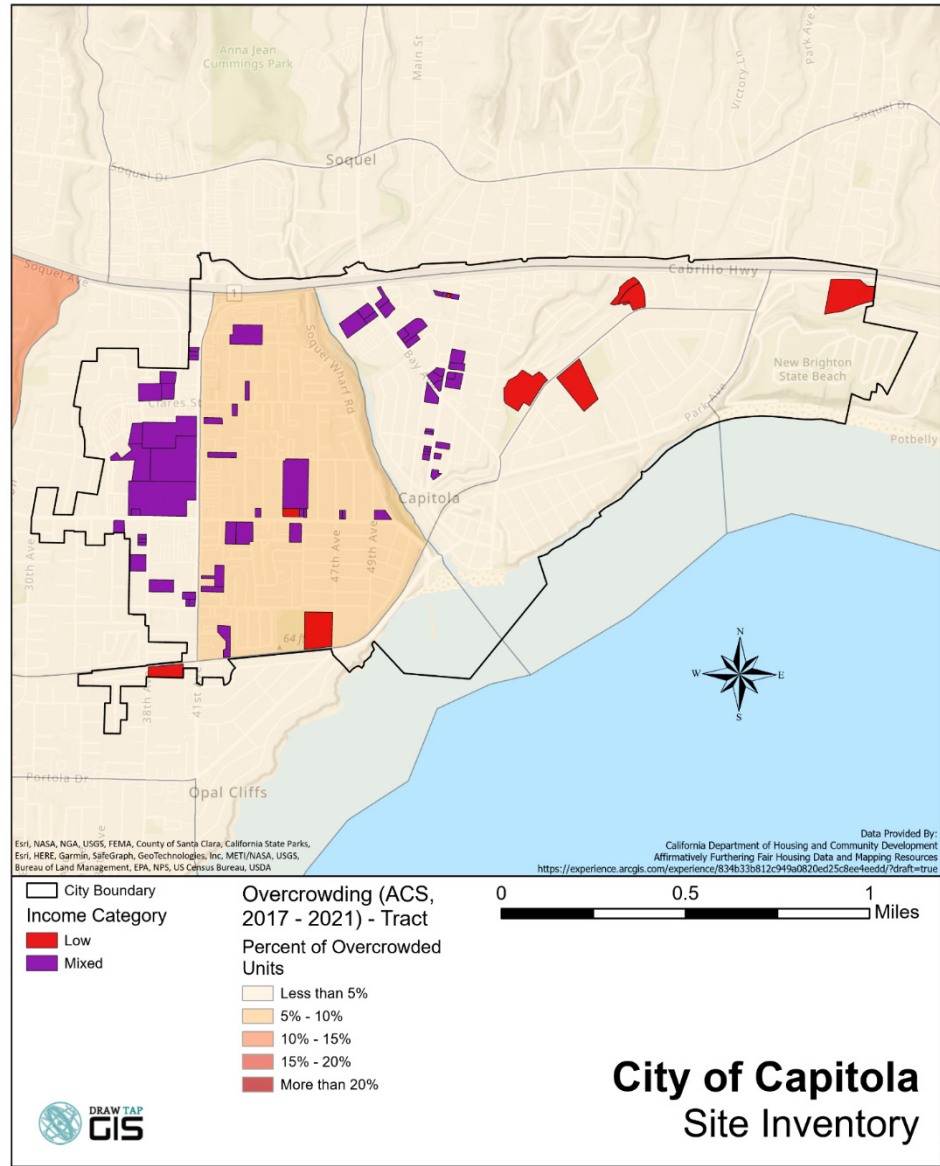 Anna Jean
Cummings Park
Main St
Victory Ln
Park Ave
Soquel Dr
Soquel
Soquel Dr
Soquel Ave
1
Cabrillo Hwy
Soquel Wharf Rd
Bay A
New Brighton
State Beach
Clares St
Park Ave
Potbelly
Capitola
30th Ave
47th Ave
49th Ave
64 ft
38th A
41st A
N
W
E
S
Portola Dr
Opal Cliffs
Esri, NASA, NGA, USGS, FEMA, County of Santa Clara, California State Parks,
Esri, HERE, Garmin, SafeGraph, GeoTechnologies, Inc, METI/NASA, USGS,
Bureau of Land Management, EPA, NPS, US Census Bureau, USDA
Data Provided By:
California Department of Housing and Community Development
Affirmatively Furthering Fair Housing Data and Mapping Resources
https://experience.arcgis.com/experience/834b33b812c949a0820ed25c8ee4eedd/?draft=true
City Boundary
Income Category
Low
Mixed
Overcrowding (ACS,
2017 - 2021) - Tract
Percent of Overcrowded
Units
Less than 5%
5% - 10%
10% - 15%
15% - 20%
More than 20%
0 0.5 1
Miles
DRAW TAP
GIS
City of Capitola
Site Inventory